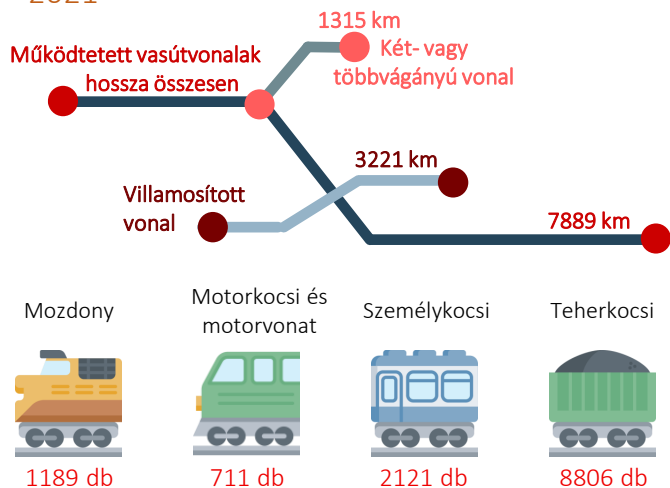 2021
1315 km
Működtetett vasútvonalak
hossza összesen
Két- vagy
többvágányú vonal
3221 km
Villamosított
vonal
7889 km
Mozdony
Motorkocsi és
motorvonat
Személykocsi
Teherkocsi
1189 db
711 db
2121 db
8806 db